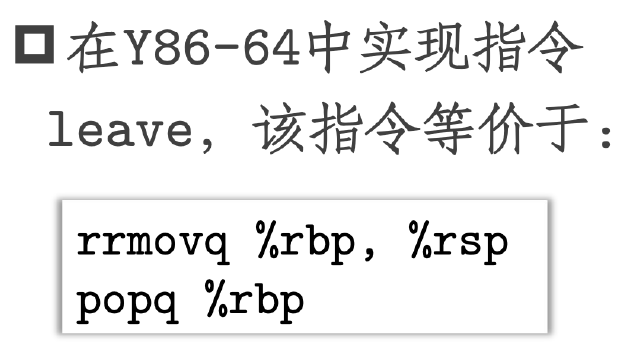 在Y86-64中实现指令
leave, 该指令等价于:
rrmovq %rbp, %rsp
popq %rbp